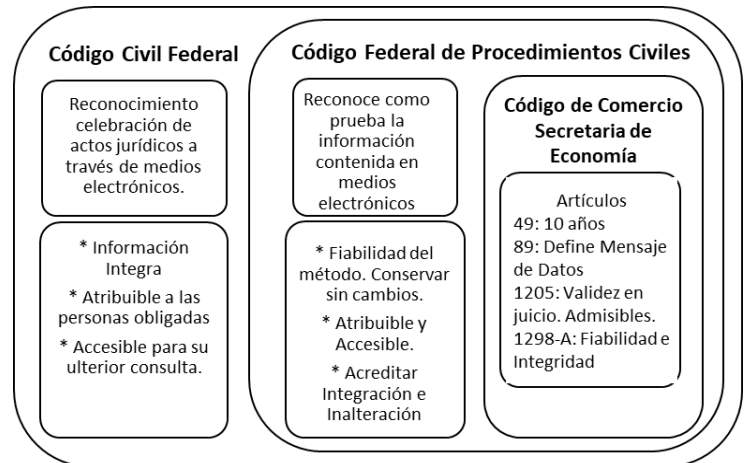 Código Civil Federal
Reconocimiento
celebración de
actos jurídicos a
través de medios
electrónicos.
* Información
Integra
* Atribuible a las
personas obligadas
* Accesible para su
ulterior consulta.
Código Federal de Procedimientos Civiles
Reconoce como
prueba la
información
contenida en
medios
electrónicos
* Fiabilidad del
método. Conservar
sin cambios.
* Atribuible y
Accesible.
* Acreditar
Integración e
Inalteración
Código de Comercio
Secretaria de
Economía
Artículos
49: 10 años
89: Define Mensaje
de Datos
1205: Validez en
juicio. Admisibles.
1298-A: Fiabilidad e
Integridad